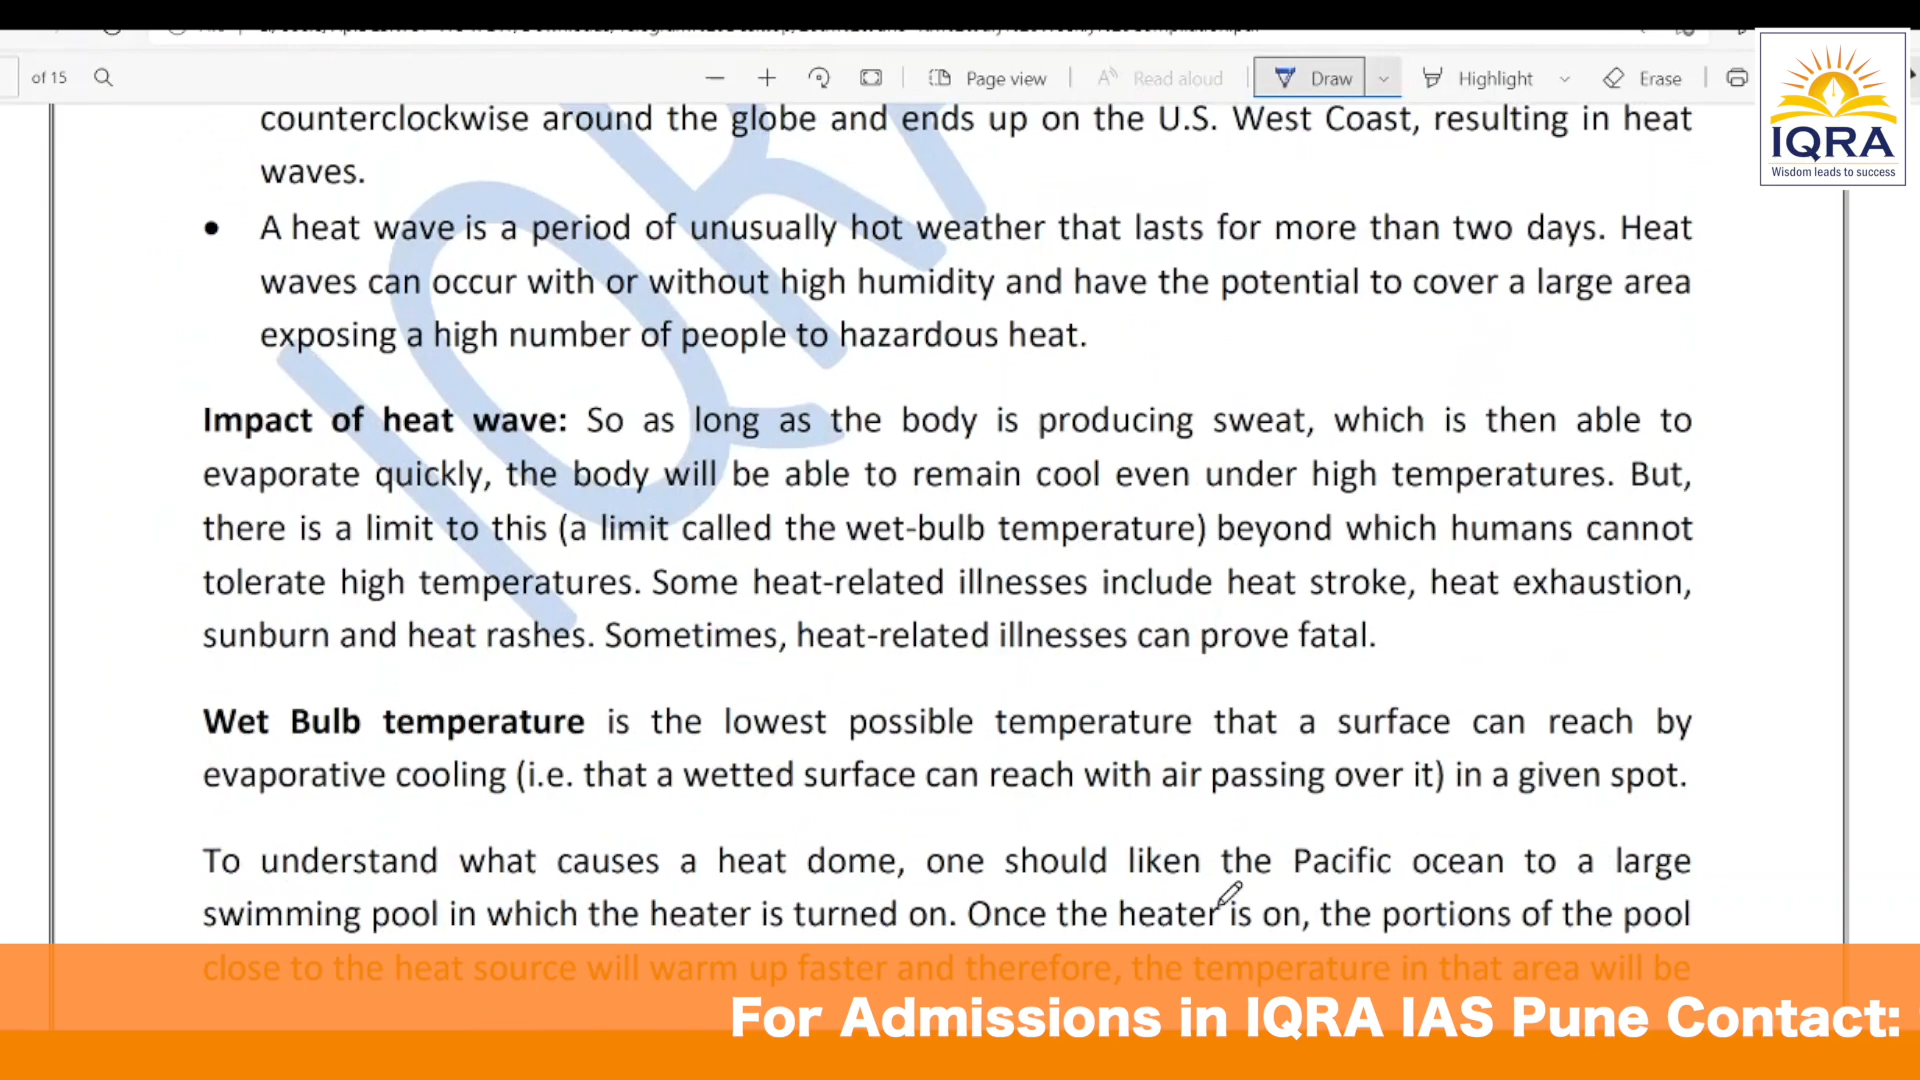 of 15
Page view
Read aloud
Draw
Highlight
Erase
IQRA
Wisdom leads to success
counterclockwise around the globe and ends up on the U.S. West Coast, resulting in heat
waves.
• A heat wave is a period of unusually hot weather that lasts for more than two days. Heat
waves can occur with or without high humidity and have the potential to cover a large area
exposing a high number of people to hazardous heat.
Impact of heat wave: So as long as the body is producing sweat, which is then able to
evaporate quickly, the body will be able to remain cool even under high temperatures. But,
there is a limit to this (a limit called the wet-bulb temperature) beyond which humans cannot
tolerate high temperatures. Some heat-related illnesses include heat stroke, heat exhaustion,
sunburn and heat rashes. Sometimes, heat-related illnesses can prove fatal.
Wet Bulb temperature is the lowest possible temperature that a surface can reach by
evaporative cooling (i.e. that a wetted surface can reach with air passing over it) in a given spot.
To understand what causes a heat dome, one should liken the Pacific ocean to a large
swimming pool in which the heater is turned on. Once the heater is on, the portions of the pool
close to the heat source will warm up faster and therefore, the temperature in that area will be
For Admissions in IQRA IAS Pune Contact: